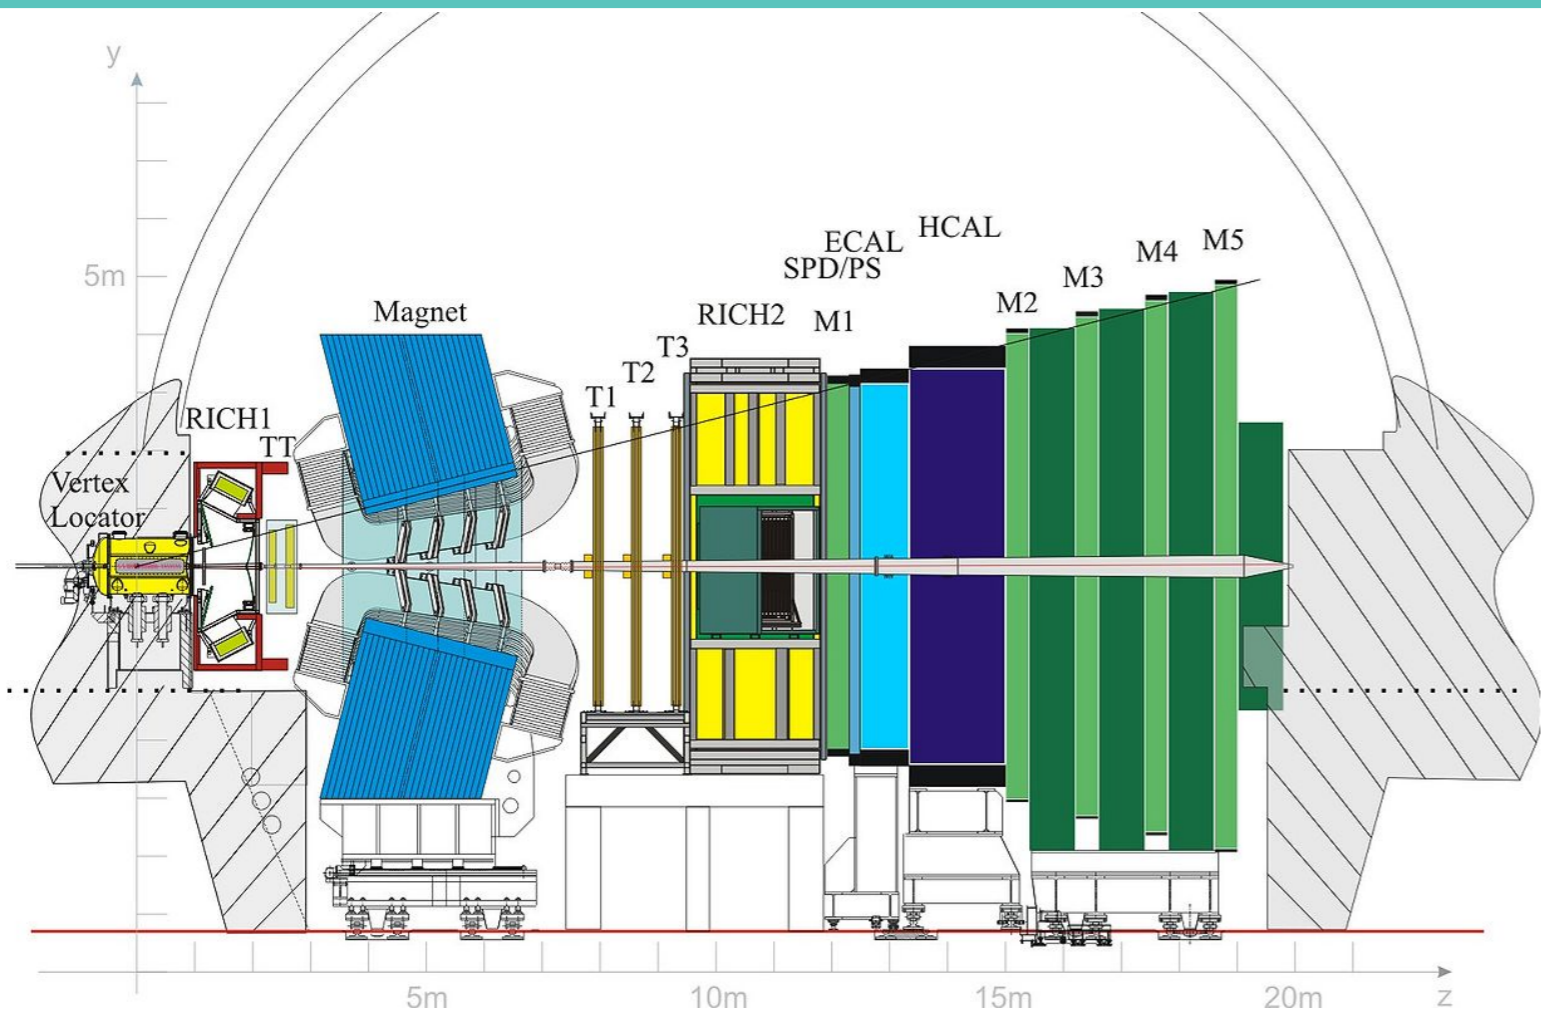 y
5m
HCAL
ECAL
SPD/PS
M5
M4
M3
M2
Magnet
RICH2
M1
T3
T2
T1
RICH1
TT
Vertex
Locator
5m
10m
15m
20m
z